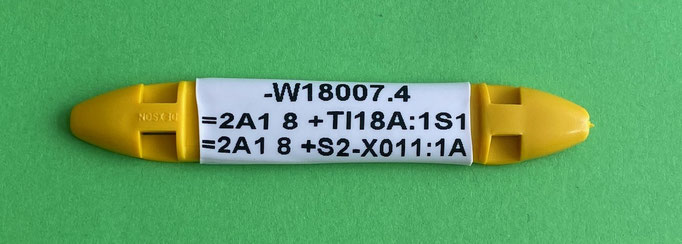 -W18007.4
=2A1 8 +TI18A:1S1
=2A1 8 +S2-X011:1A